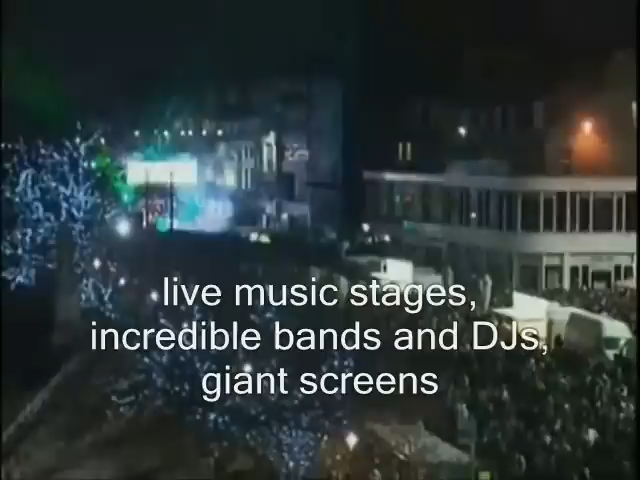 live music stages,
incredible bands and DJs,
giant screens